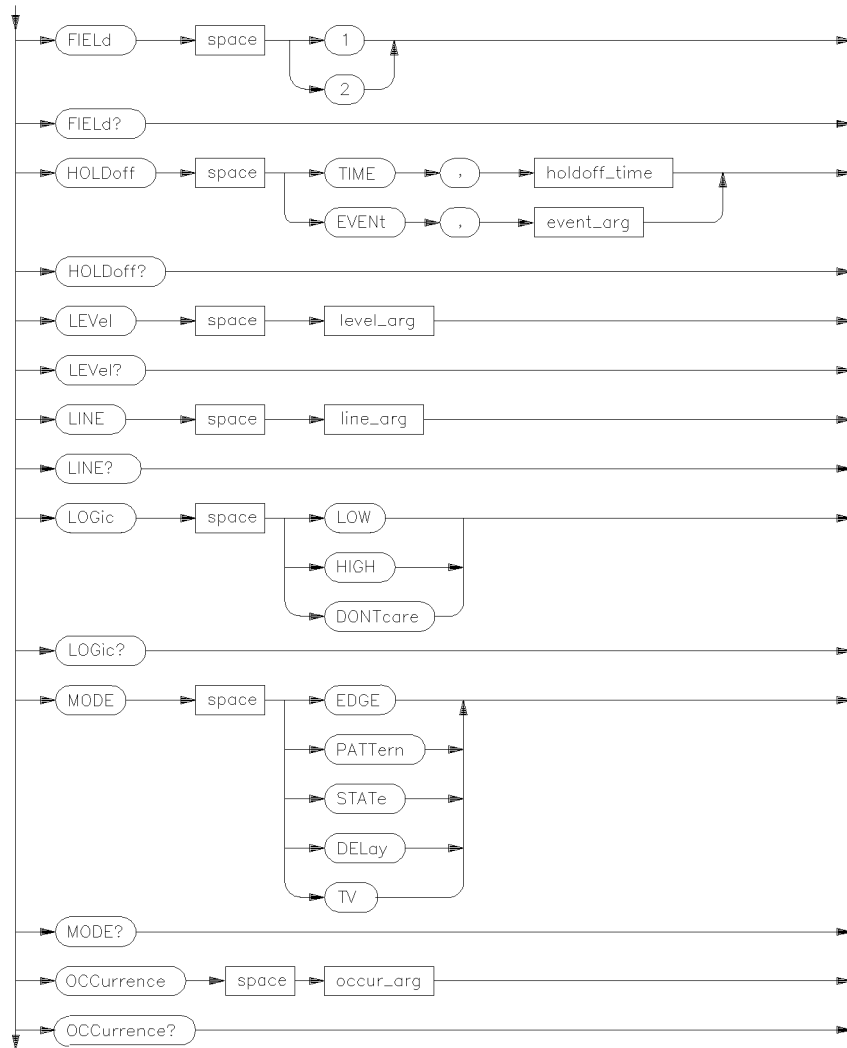 FIELd space 1
2
FIELd?
HOLDoff space TIME , holdoff_time
EVENt , event_arg
HOLDoff?
LEVel space level_arg
LEVel?
LINE space line_arg
LINE?
LOGic space LOW
HIGH
DONTcare
LOGic?
MODE space EDGE
PATTern
STATe
DELay
TV
MODE?
OCCurrence space occur_arg
OCCurrence?